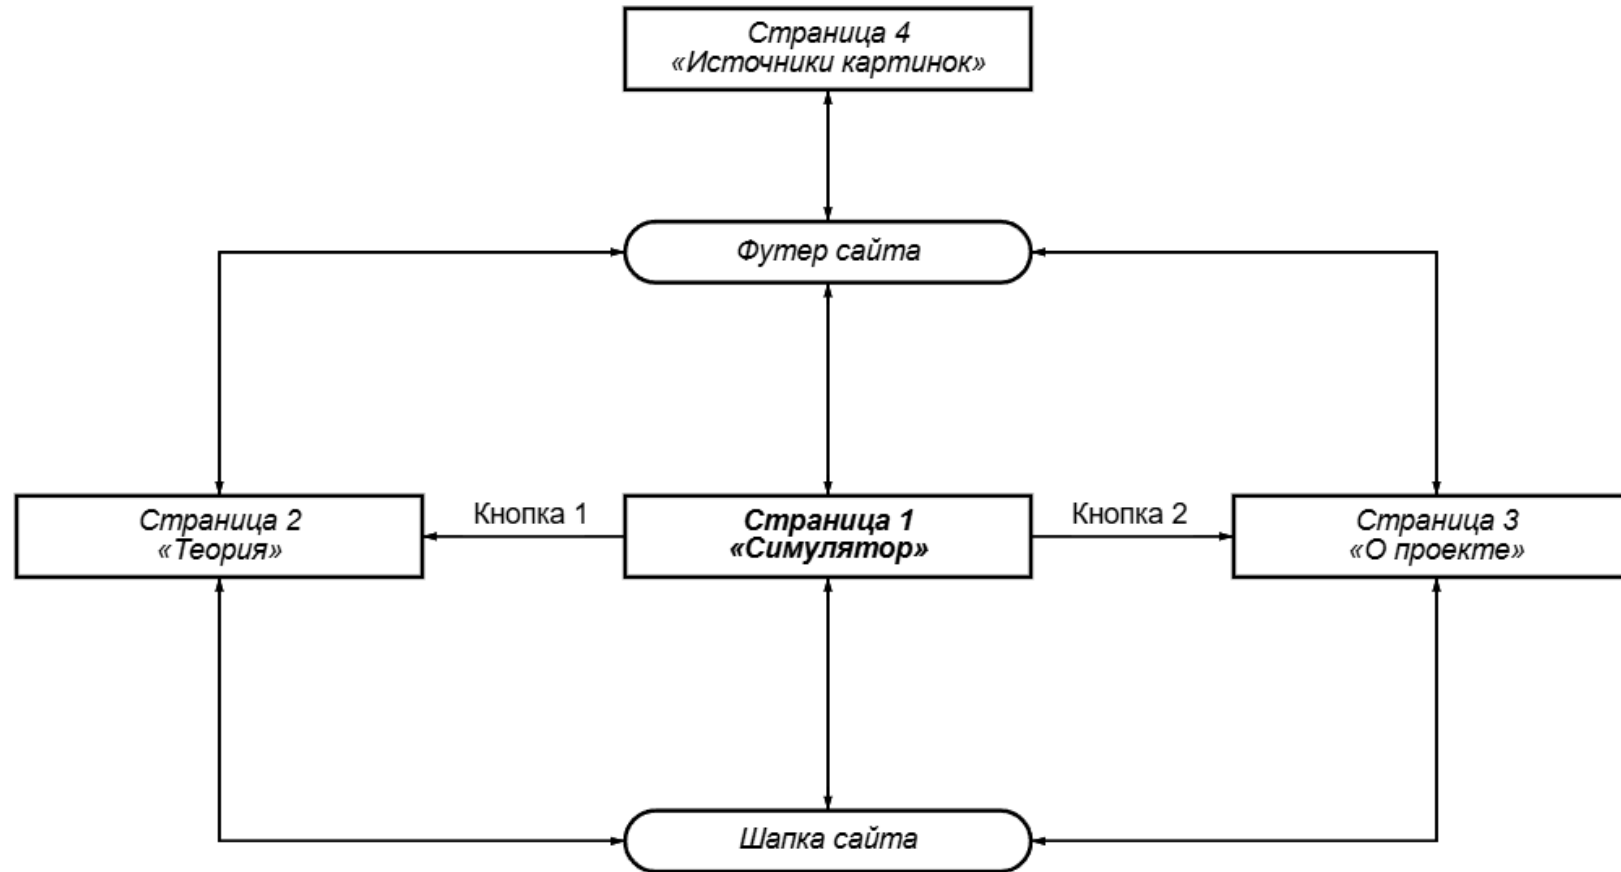 Страница 4
«Источники картинок»
Футер сайта
Страница 2
«Теория»
Кнопка 1
Страница 1
«Симулятор»
Кнопка 2
Страница 3
«О проекте»
Шапка сайта